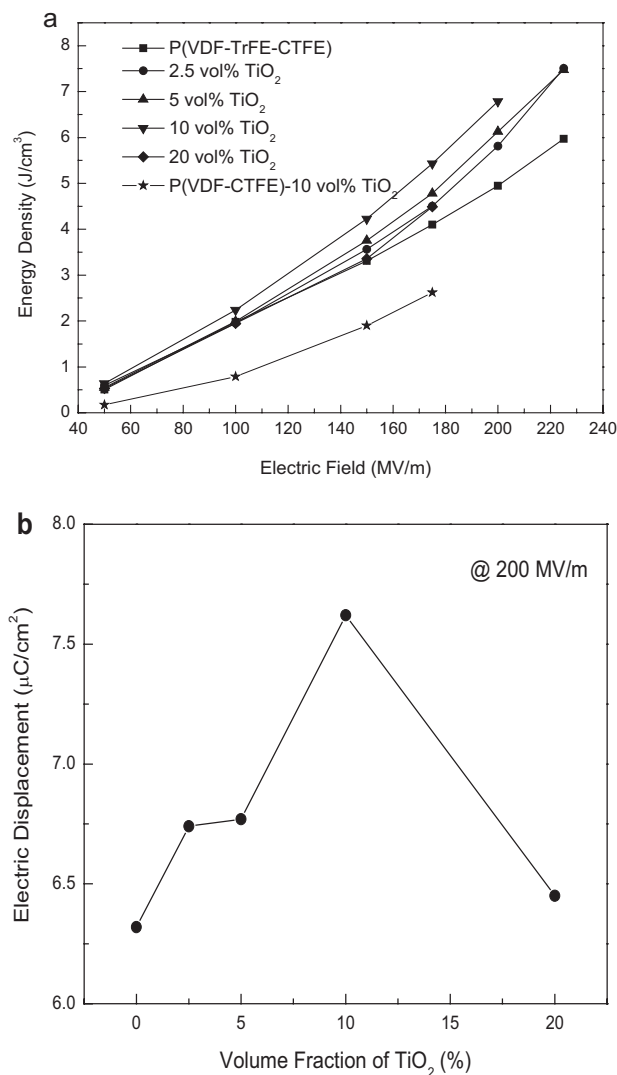 a
8
7
6
5
4
3
2
1
0
Energy Density (J/cm³)
P(VDF-TrFE-CTFE)
2.5 vol% TiO₂
5 vol% TiO₂
10 vol% TiO₂
20 vol% TiO₂
P(VDF-CTFE)-10 vol% TiO₂
40 60 80 100 120 140 160 180 200 220 240
Electric Field (MV/m)
b
8.0
7.5
7.0
6.5
6.0
Electric Displacement (μC/cm²)
@ 200 MV/m
0 5 10 15 20
Volume Fraction of TiO₂ (%)